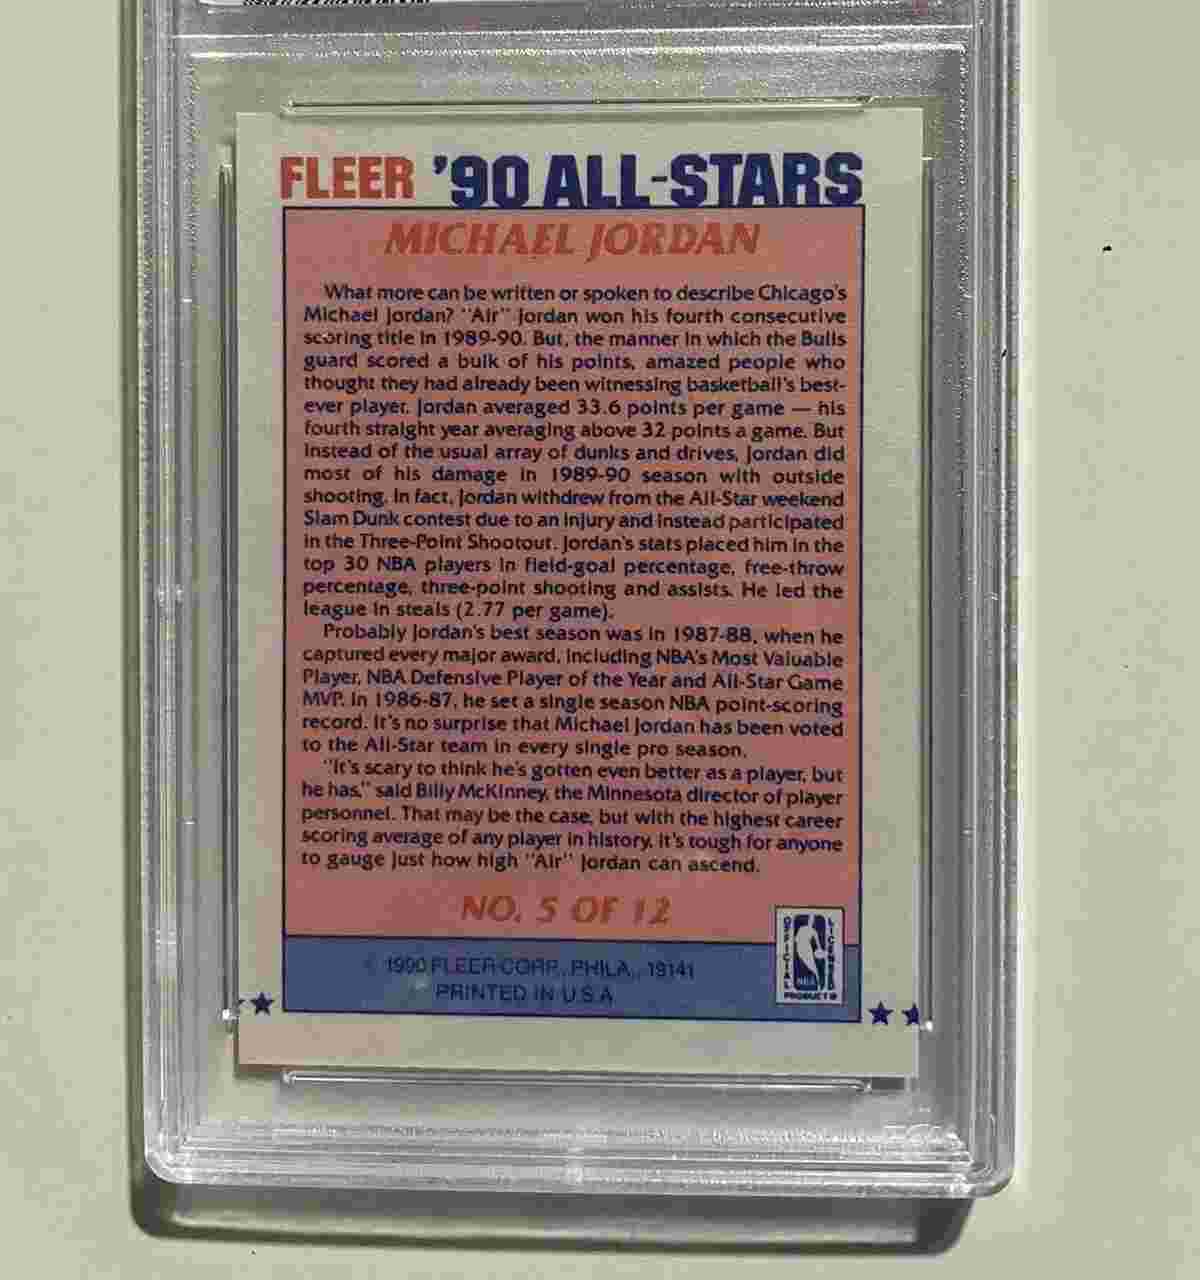 FLEER '90 ALL-STARS
MICHAEL JORDAN
What more can be written or spoken to describe Chicago's
Michael Jordan? "Air" Jordan won his fourth consecutive
scoring title in 1989-90. But, the manner in which the Bulls
guard scored a bulk of his points, amazed people who
thought they had already been witnessing basketball's best-
ever player. Jordan averaged 33.6 points per game — his
fourth straight year averaging above 32 points a game. But
instead of the usual array of dunks and drives, Jordan did
most of his damage in 1989-90 season with outside
shooting. In fact, Jordan withdrew from the All-Star weekend
Slam Dunk contest due to an injury and instead participated
in the Three-Point Shootout. Jordan's stats placed him in the
top 30 NBA players in field-goal percentage, free-throw
percentage, three-point shooting and assists. He led the
league in steals (2.77 per game).
Probably Jordan's best season was in 1987-88, when he
captured every major award, including NBA's Most Valuable
Player, NBA Defensive Player of the Year and All-Star Game
MVP. In 1986-87, he set a single season NBA point-scoring
record. It's no surprise that Michael Jordan has been voted
to the All-Star team in every single pro season.
"It's scary to think he's gotten even better as a player, but
he has," said Billy McKinney, the Minnesota director of player
personnel. That may be the case, but with the highest career
scoring average of any player in history, it's tough for anyone
to gauge just how high "Air" Jordan can ascend.
NO. 5 OF 12
© 1990 FLEER CORP., PHILA., 19141
PRINTED IN U.S.A.
OFFICIAL
LICENSED
NBA
PRODUCT ®